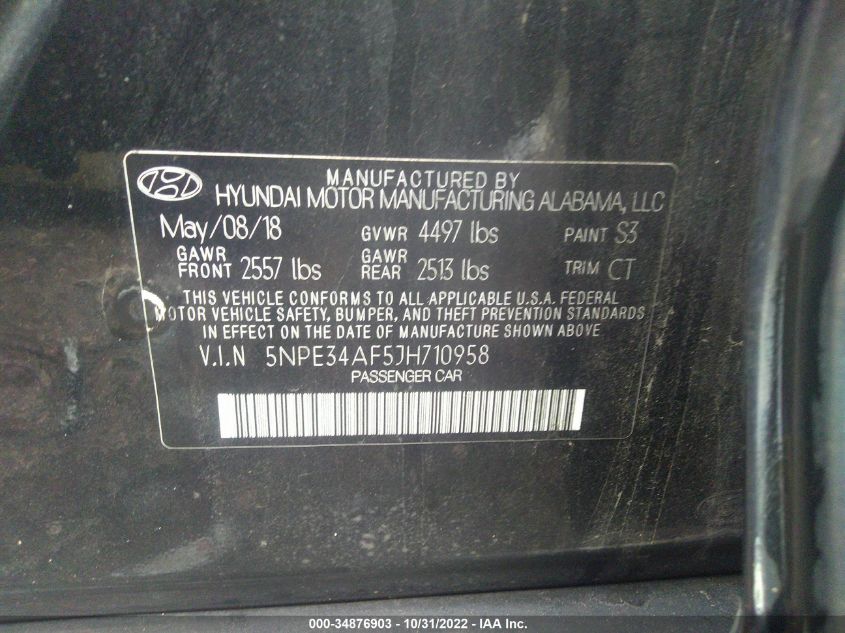 MANUFACTURED BY
HYUNDAI MOTOR MANUFACTURING ALABAMA, LLC
May/08/18 GVWR 4497 lbs PAINT S3
GAWR FRONT 2557 lbs GAWR REAR 2513 lbs TRIM CT
THIS VEHICLE CONFORMS TO ALL APPLICABLE U.S.A. FEDERAL
MOTOR VEHICLE SAFETY, BUMPER, AND THEFT PREVENTION STANDARDS
IN EFFECT ON THE DATE OF MANUFACTURE SHOWN ABOVE.
V.I.N 5NPE34AF5JH710958
PASSENGER CAR
000-34876903 - 10/31/2022 - IAA Inc.